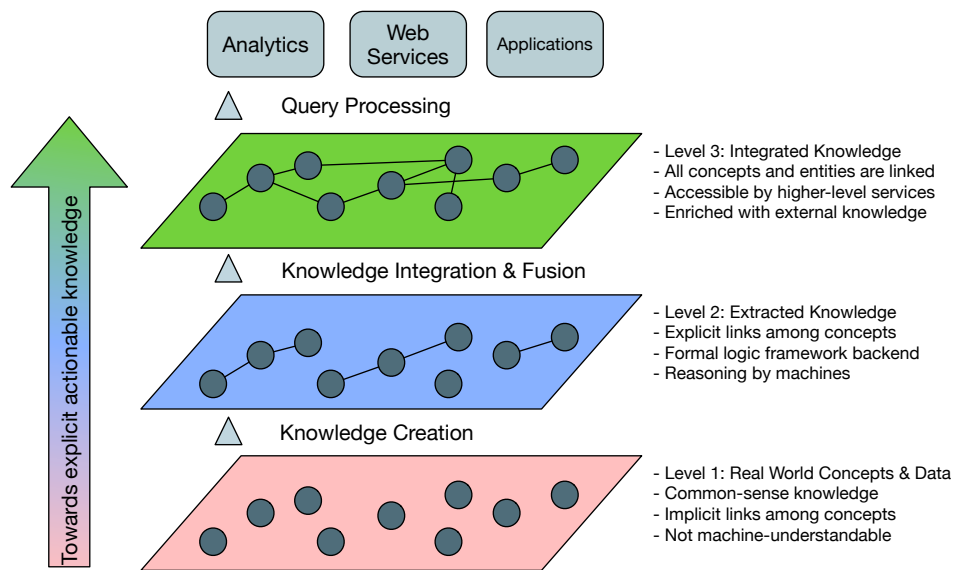 Analytics
Web
Services
Applications
Query Processing
- Level 3: Integrated Knowledge
- All concepts and entities are linked
- Accessible by higher-level services
- Enriched with external knowledge
Knowledge Integration & Fusion
- Level 2: Extracted Knowledge
- Explicit links among concepts
- Formal logic framework backend
- Reasoning by machines
Knowledge Creation
- Level 1: Real World Concepts & Data
- Common-sense knowledge
- Implicit links among concepts
- Not machine-understandable
Towards explicit actionable knowledge